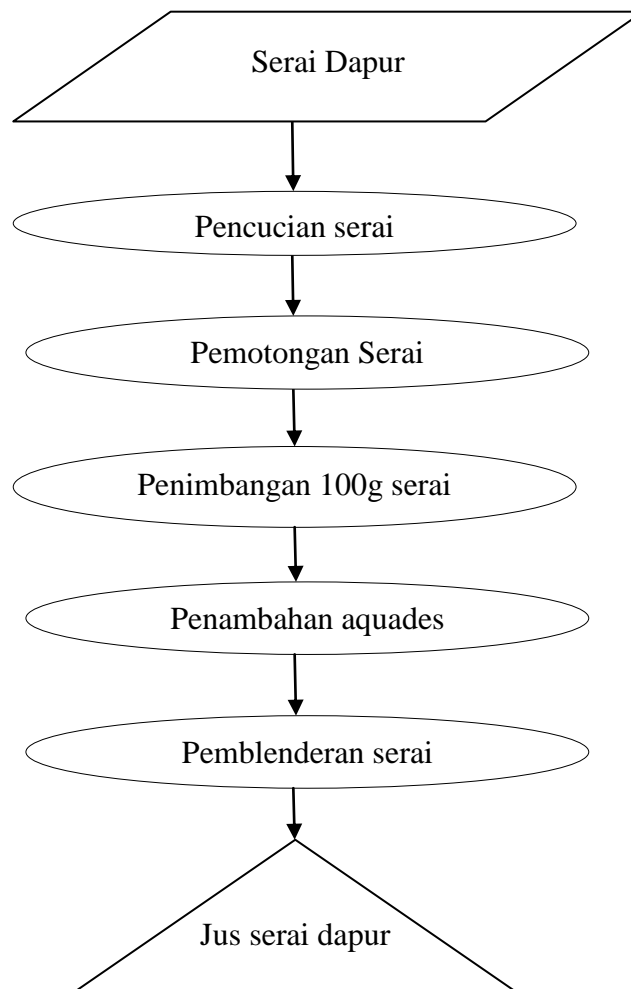 Serai Dapur
Pencucian serai
Pemotongan Serai
Penimbangan 100g serai
Penambahan aquades
Pemblenderan serai
Jus serai dapur